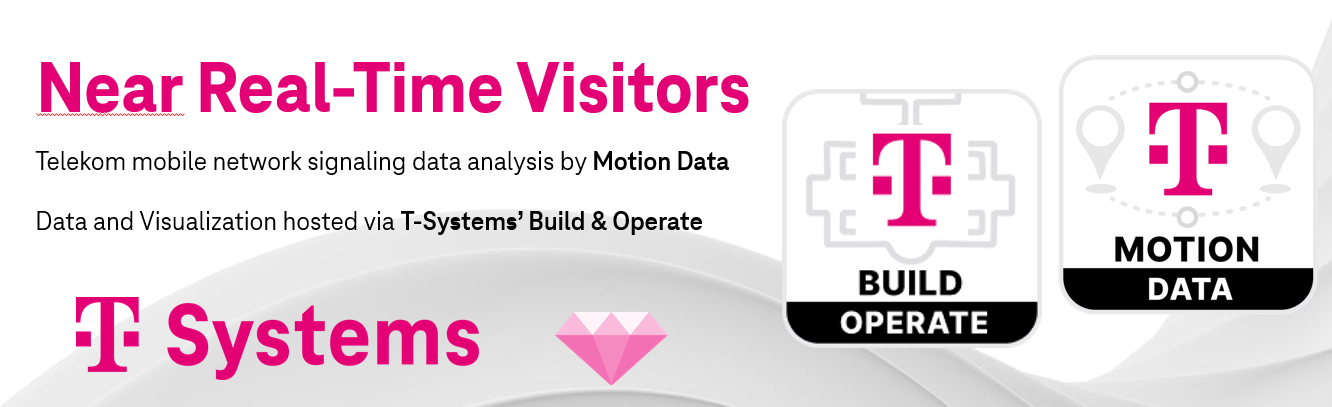 Near Real-Time Visitors
Telekom mobile network signaling data analysis by Motion Data
Data and Visualization hosted via T-Systems’ Build & Operate
T Systems
T
BUILD
OPERATE
T
MOTION
DATA